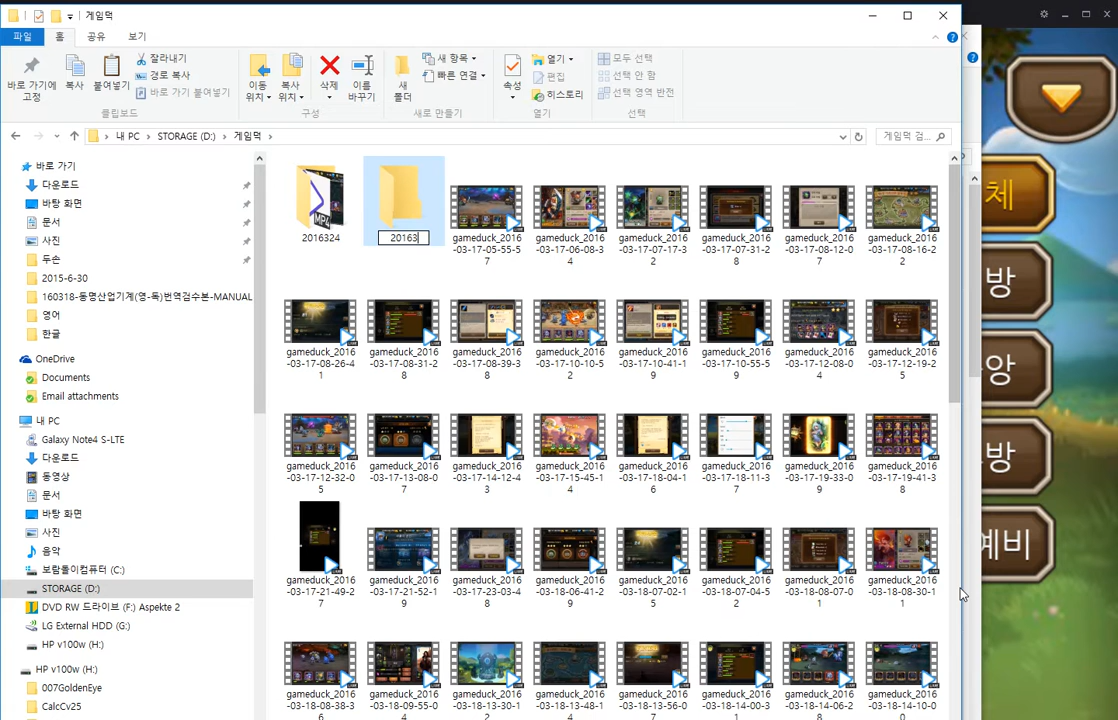 게임덕
파일 홈 공유 보기
바로 가기에 고정
복사
붙여넣기
잘라내기
경로 복사
바로 가기 붙여넣기
클립보드
이동 위치
복사 위치
삭제
이름 바꾸기
구성
새 폴더
새 항목
빠른 연결
새로 만들기
속성
열기
편집
히스토리
열기
모두 선택
선택 안 함
선택 영역 반전
선택
내 PC > STORAGE (D:) > 게임덕 >
게임덕 검...
바로 가기
다운로드
바탕 화면
문서
사진
두손
2015-6-30
160318-동명산업기계(영-독)번역검수본-MANUAL
영어
한글
OneDrive
Documents
Email attachments
내 PC
Galaxy Note4 S-LTE
다운로드
동영상
문서
바탕 화면
사진
음악
보람돌이컴퓨터 (C:)
STORAGE (D:)
DVD RW 드라이브 (F:) Aspekte 2
LG External HDD (G:)
HP v100w (H:)
HP v100w (H:)
007GoldenEye
CalcCv25
MP4
2016324
20163
gameduck_2016-03-17-05-55-57
gameduck_2016-03-17-06-08-34
gameduck_2016-03-17-07-17-32
gameduck_2016-03-17-07-31-28
gameduck_2016-03-17-08-12-07
gameduck_2016-03-17-08-16-22
gameduck_2016-03-17-08-26-41
gameduck_2016-03-17-08-31-28
gameduck_2016-03-17-08-39-38
gameduck_2016-03-17-10-10-52
gameduck_2016-03-17-10-41-19
gameduck_2016-03-17-10-55-59
gameduck_2016-03-17-12-08-04
gameduck_2016-03-17-12-19-25
gameduck_2016-03-17-12-32-05
gameduck_2016-03-17-13-08-07
gameduck_2016-03-17-14-12-43
gameduck_2016-03-17-15-45-14
gameduck_2016-03-17-18-04-16
gameduck_2016-03-17-18-11-37
gameduck_2016-03-17-19-33-09
gameduck_2016-03-17-19-41-38
gameduck_2016-03-17-21-49-27
gameduck_2016-03-17-21-52-19
gameduck_2016-03-17-23-03-48
gameduck_2016-03-18-06-41-29
gameduck_2016-03-18-07-02-15
gameduck_2016-03-18-07-04-52
gameduck_2016-03-18-08-07-01
gameduck_2016-03-18-08-30-11
gameduck_2016-03-18-08-38-36
gameduck_2016-03-18-09-55-04
gameduck_2016-03-18-13-30-12
gameduck_2016-03-18-13-48-14
gameduck_2016-03-18-13-56-07
gameduck_2016-03-18-14-00-31
gameduck_2016-03-18-14-06-28
gameduck_2016-03-18-14-10-00
체
방
앙
방
예비